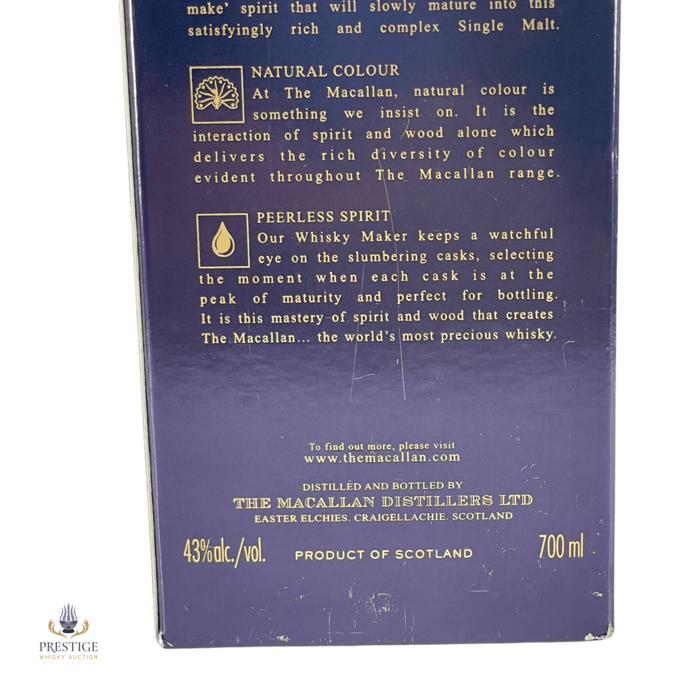 make' spirit that will slowly mature into this
satisfyingly rich and complex Single Malt.
NATURAL COLOUR
At The Macallan, natural colour is
something we insist on. It is the
interaction of spirit and wood alone which
delivers the rich diversity of colour
evident throughout The Macallan range.
PEERLESS SPIRIT
Our Whisky Maker keeps a watchful
eye on the slumbering casks, selecting
the moment when each cask is at the
peak of maturity and perfect for bottling.
It is this mastery of spirit and wood that creates
The Macallan... the world's most precious whisky.
To find out more, please visit
www.themacallan.com
DISTILLED AND BOTTLED BY
THE MACALLAN DISTILLERS LTD
EASTER ELCHIES. CRAIGELLACHIE. SCOTLAND
43%alc./vol. PRODUCT OF SCOTLAND 700 ml
PRESTIGE
WHISKY AUCTION